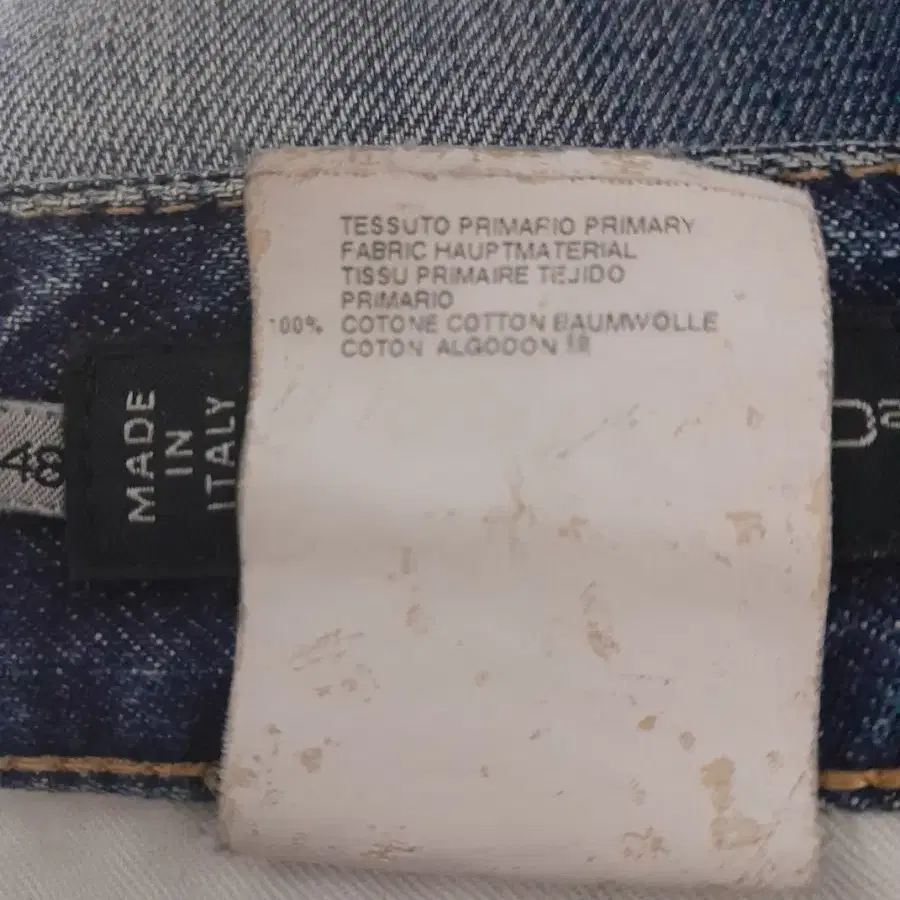 TESSUTO PRIMARIO PRIMARY
FABRIC HAUPTMATERIAL
TISSU PRIMAIRE TEJIDO
PRIMARIO
100% COTONE COTTON BAUMWOLLE
COTON ALGODON 棉
MADE
IN
ITALY
48